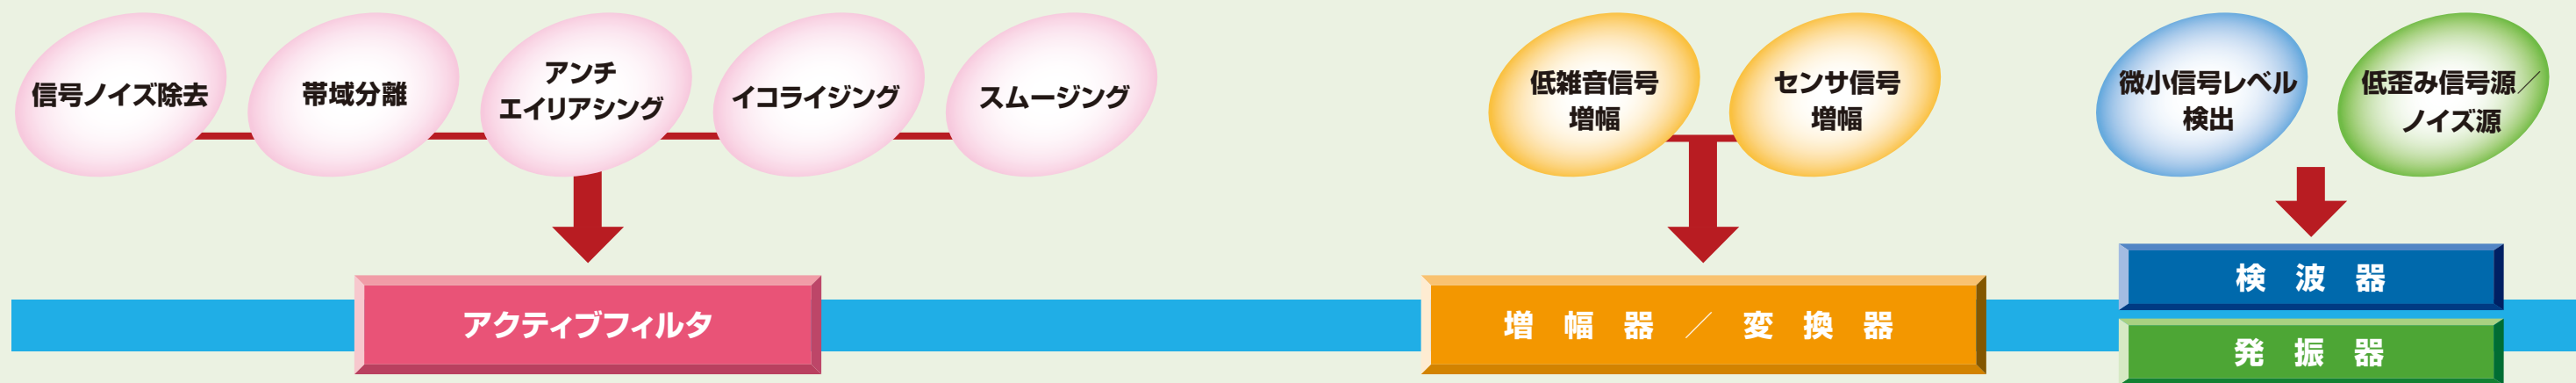 信号ノイズ除去
帯域分離
アンチ
エイリアシング
イコライジング
スムージング
低雑音信号
増幅
センサ信号
増幅
微小信号レベル
検出
低歪み信号源／
ノイズ源
アクティブフィルタ
増幅器／変換器
検波器
発振器